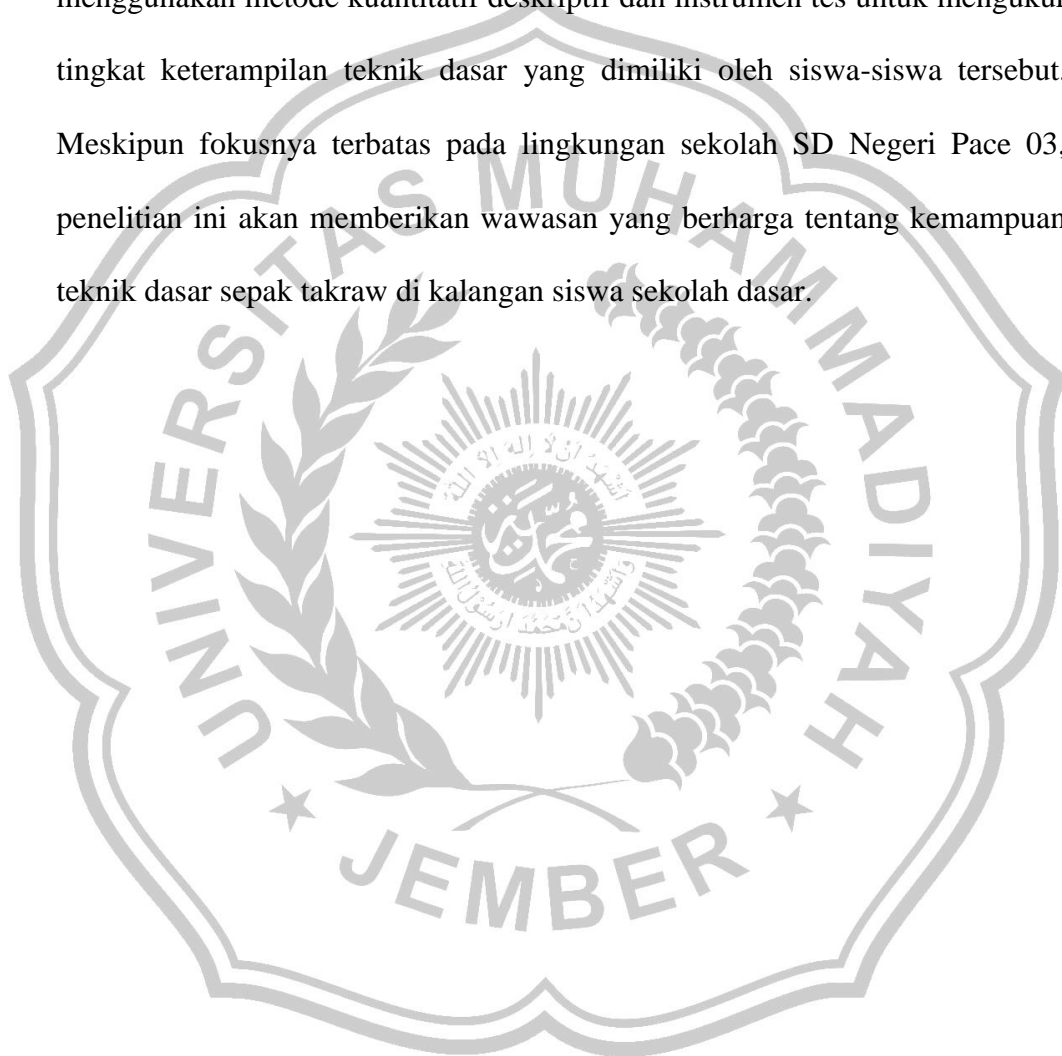 menggunakan metode kuantitatif deskriptif dan instrumen tes untuk mengukur
tingkat keterampilan teknik dasar yang dimiliki oleh siswa-siswa tersebut.
Meskipun fokusnya terbatas pada lingkungan sekolah SD Negeri Pace 03,
penelitian ini akan memberikan wawasan yang berharga tentang kemampuan
teknik dasar sepak takraw di kalangan siswa sekolah dasar.
UNIVERSITAS MUHAMMADIYAH
JEMBER